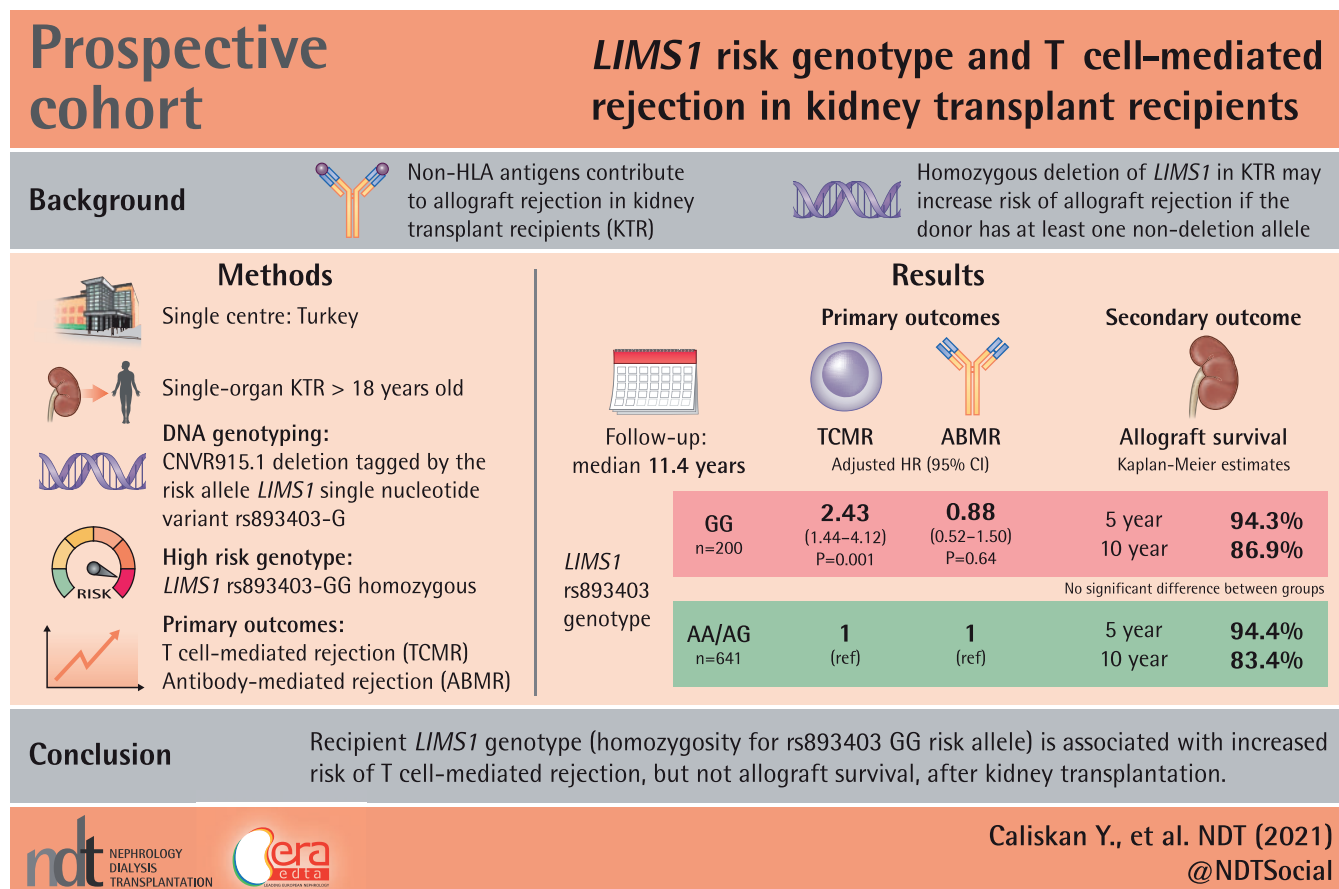 Prospective
cohort
LIMS1 risk genotype and T cell-mediated
rejection in kidney transplant recipients
Background
Non-HLA antigens contribute
to allograft rejection in kidney
transplant recipients (KTR)
Homozygous deletion of LIMS1 in KTR may
increase risk of allograft rejection if the
donor has at least one non-deletion allele
Methods
Single centre: Turkey
Single-organ KTR > 18 years old
DNA genotyping:
CNVR915.1 deletion tagged by the
risk allele LIMS1 single nucleotide
variant rs893403-G
RISK
High risk genotype:
LIMS1 rs893403-GG homozygous
Primary outcomes:
T cell-mediated rejection (TCMR)
Antibody-mediated rejection (ABMR)
Results
Primary outcomes
Secondary outcome
Follow-up:
median 11.4 years
TCMR
ABMR
Adjusted HR (95% CI)
Allograft survival
Kaplan-Meier estimates
LIMS1
rs893403
genotype
GG
n=200
2.43
(1.44–4.12)
P=0.001
0.88
(0.52–1.50)
P=0.64
5 year 94.3%
10 year 86.9%
No significant difference between groups
AA/AG
n=641
1
(ref)
1
(ref)
5 year 94.4%
10 year 83.4%
Conclusion
Recipient LIMS1 genotype (homozygosity for rs893403 GG risk allele) is associated with increased
risk of T cell-mediated rejection, but not allograft survival, after kidney transplantation.
ndt
NEPHROLOGY
DIALYSIS
TRANSPLANTATION
era
edta
LEADING EUROPEAN NEPHROLOGY
Caliskan Y., et al. NDT (2021)
@NDTSocial